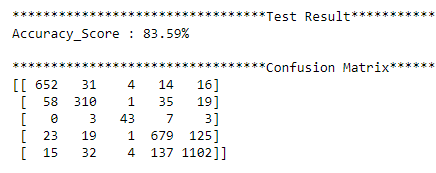 ********************************Test Result***********
Accuracy_Score : 83.59%
********************************Confusion Matrix******
[[ 652 31 4 14 16]
[ 58 310 1 35 19]
[ 0 3 43 7 3]
[ 23 19 1 679 125]
[ 15 32 4 137 1102]]